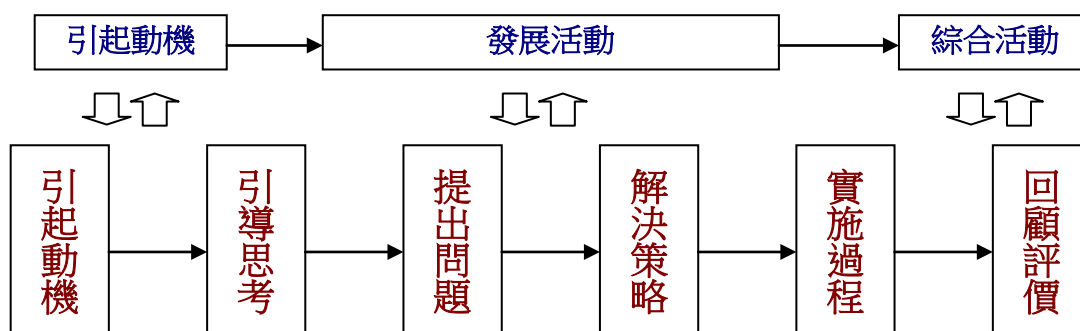 引起動機
發展活動
綜合活動
引起動機
引導思考
提出問題
解決策略
實施過程
回顧評價